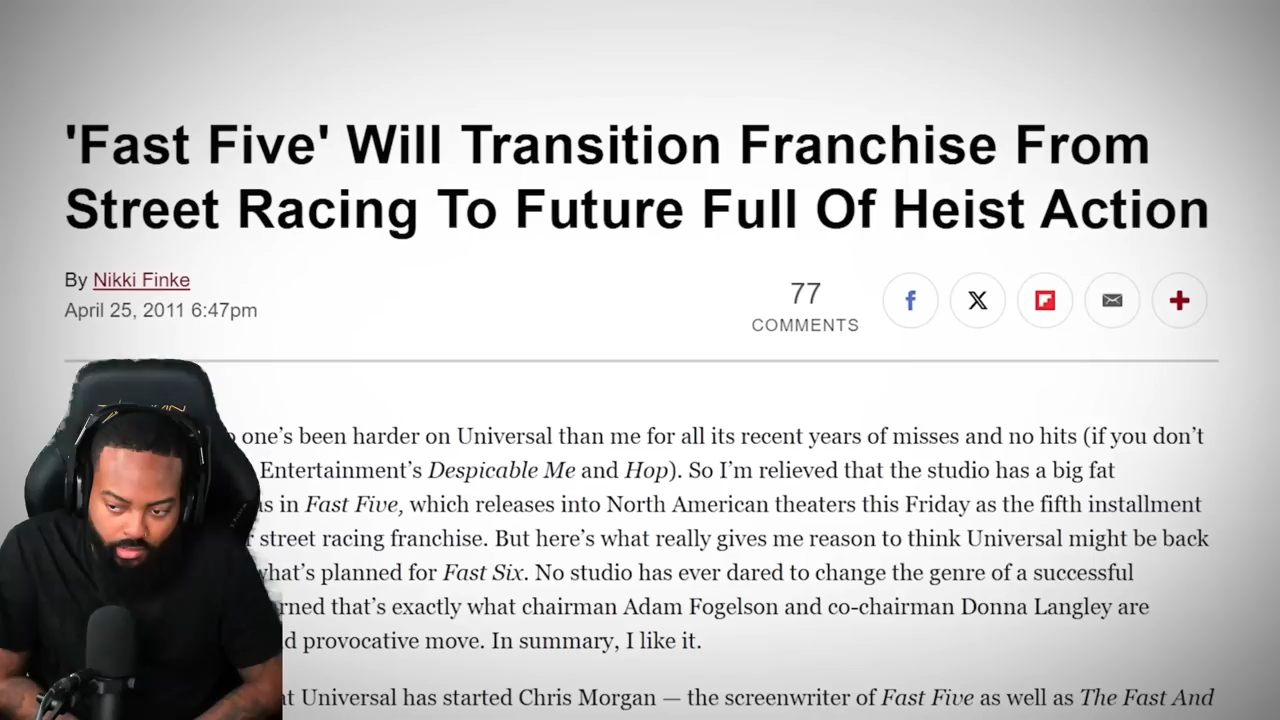 'Fast Five' Will Transition Franchise From
Street Racing To Future Full Of Heist Action
By Nikki Finke
April 25, 2011 6:47pm
77
COMMENTS
one's been harder on Universal than me for all its recent years of misses and no hits (if you don't
Entertainment's Despicable Me and Hop). So I'm relieved that the studio has a big fat
in Fast Five, which releases into North American theaters this Friday as the fifth installment
street racing franchise. But here's what really gives me reason to think Universal might be back
what's planned for Fast Six. No studio has ever dared to change the genre of a successful
that's exactly what chairman Adam Fogelson and co-chairman Donna Langley are
provocative move. In summary, I like it.
Universal has started Chris Morgan — the screenwriter of Fast Five as well as The Fast And